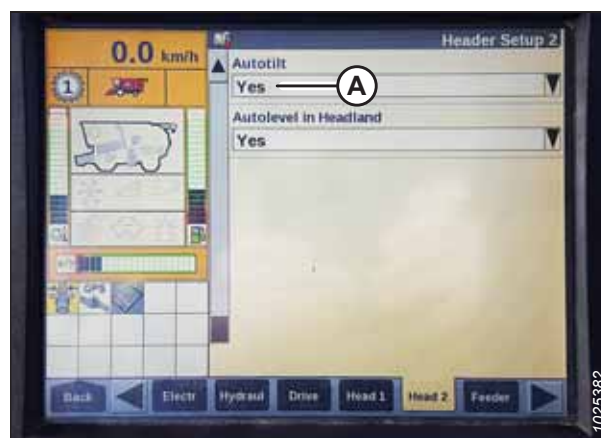 0.0 km/h
Header Setup 2
Autotilt
1
Yes
A
Autolevel in Headland
Yes
Back
Electr
Hydraul
Drive
Head 1
Head 2
Feeder
1025382